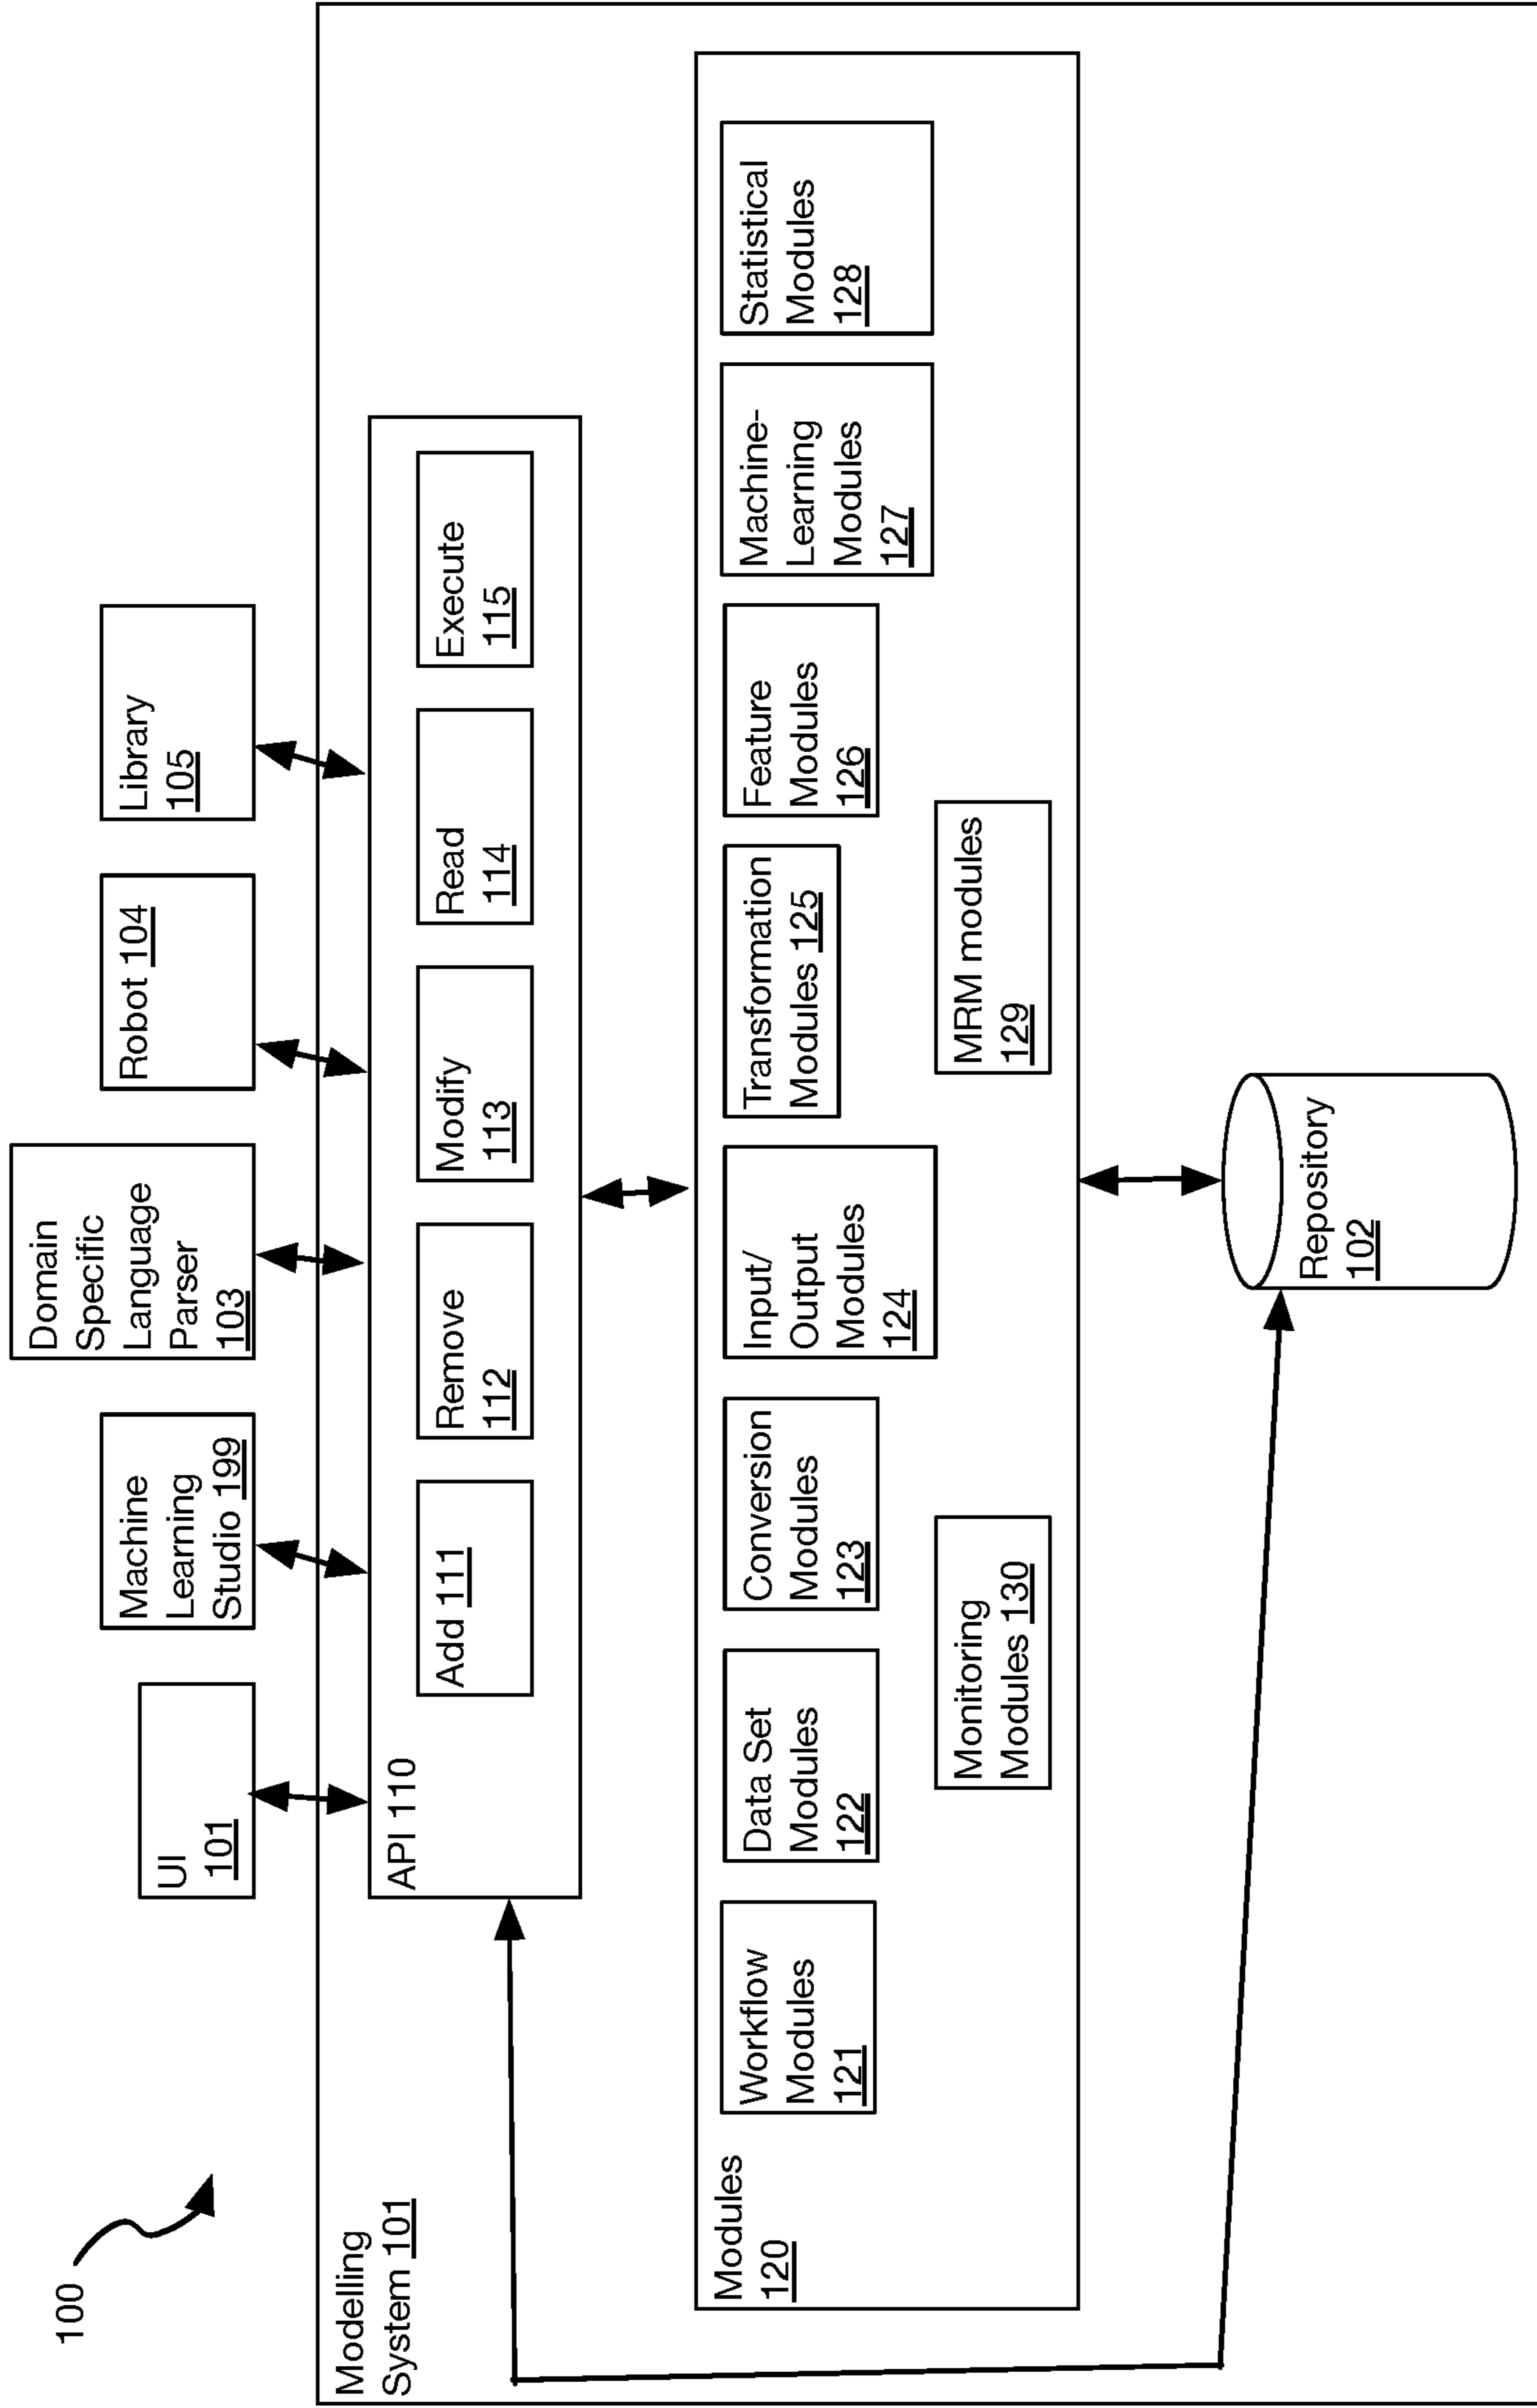 100
UI
101
Machine
Learning
Studio 199
Domain
Specific
Language
Parser
103
Robot 104
Library
105
Modelling
System 101
API 110
Add 111
Remove
112
Modify
113
Read
114
Execute
115
Modules
120
Workflow
Modules
121
Data Set
Modules
122
Conversion
Modules
123
Input/
Output
Modules
124
Transformation
Modules 125
Feature
Modules
126
Machine-
Learning
Modules
127
Statistical
Modules
128
Monitoring
Modules 130
MRM modules
129
Repository
102